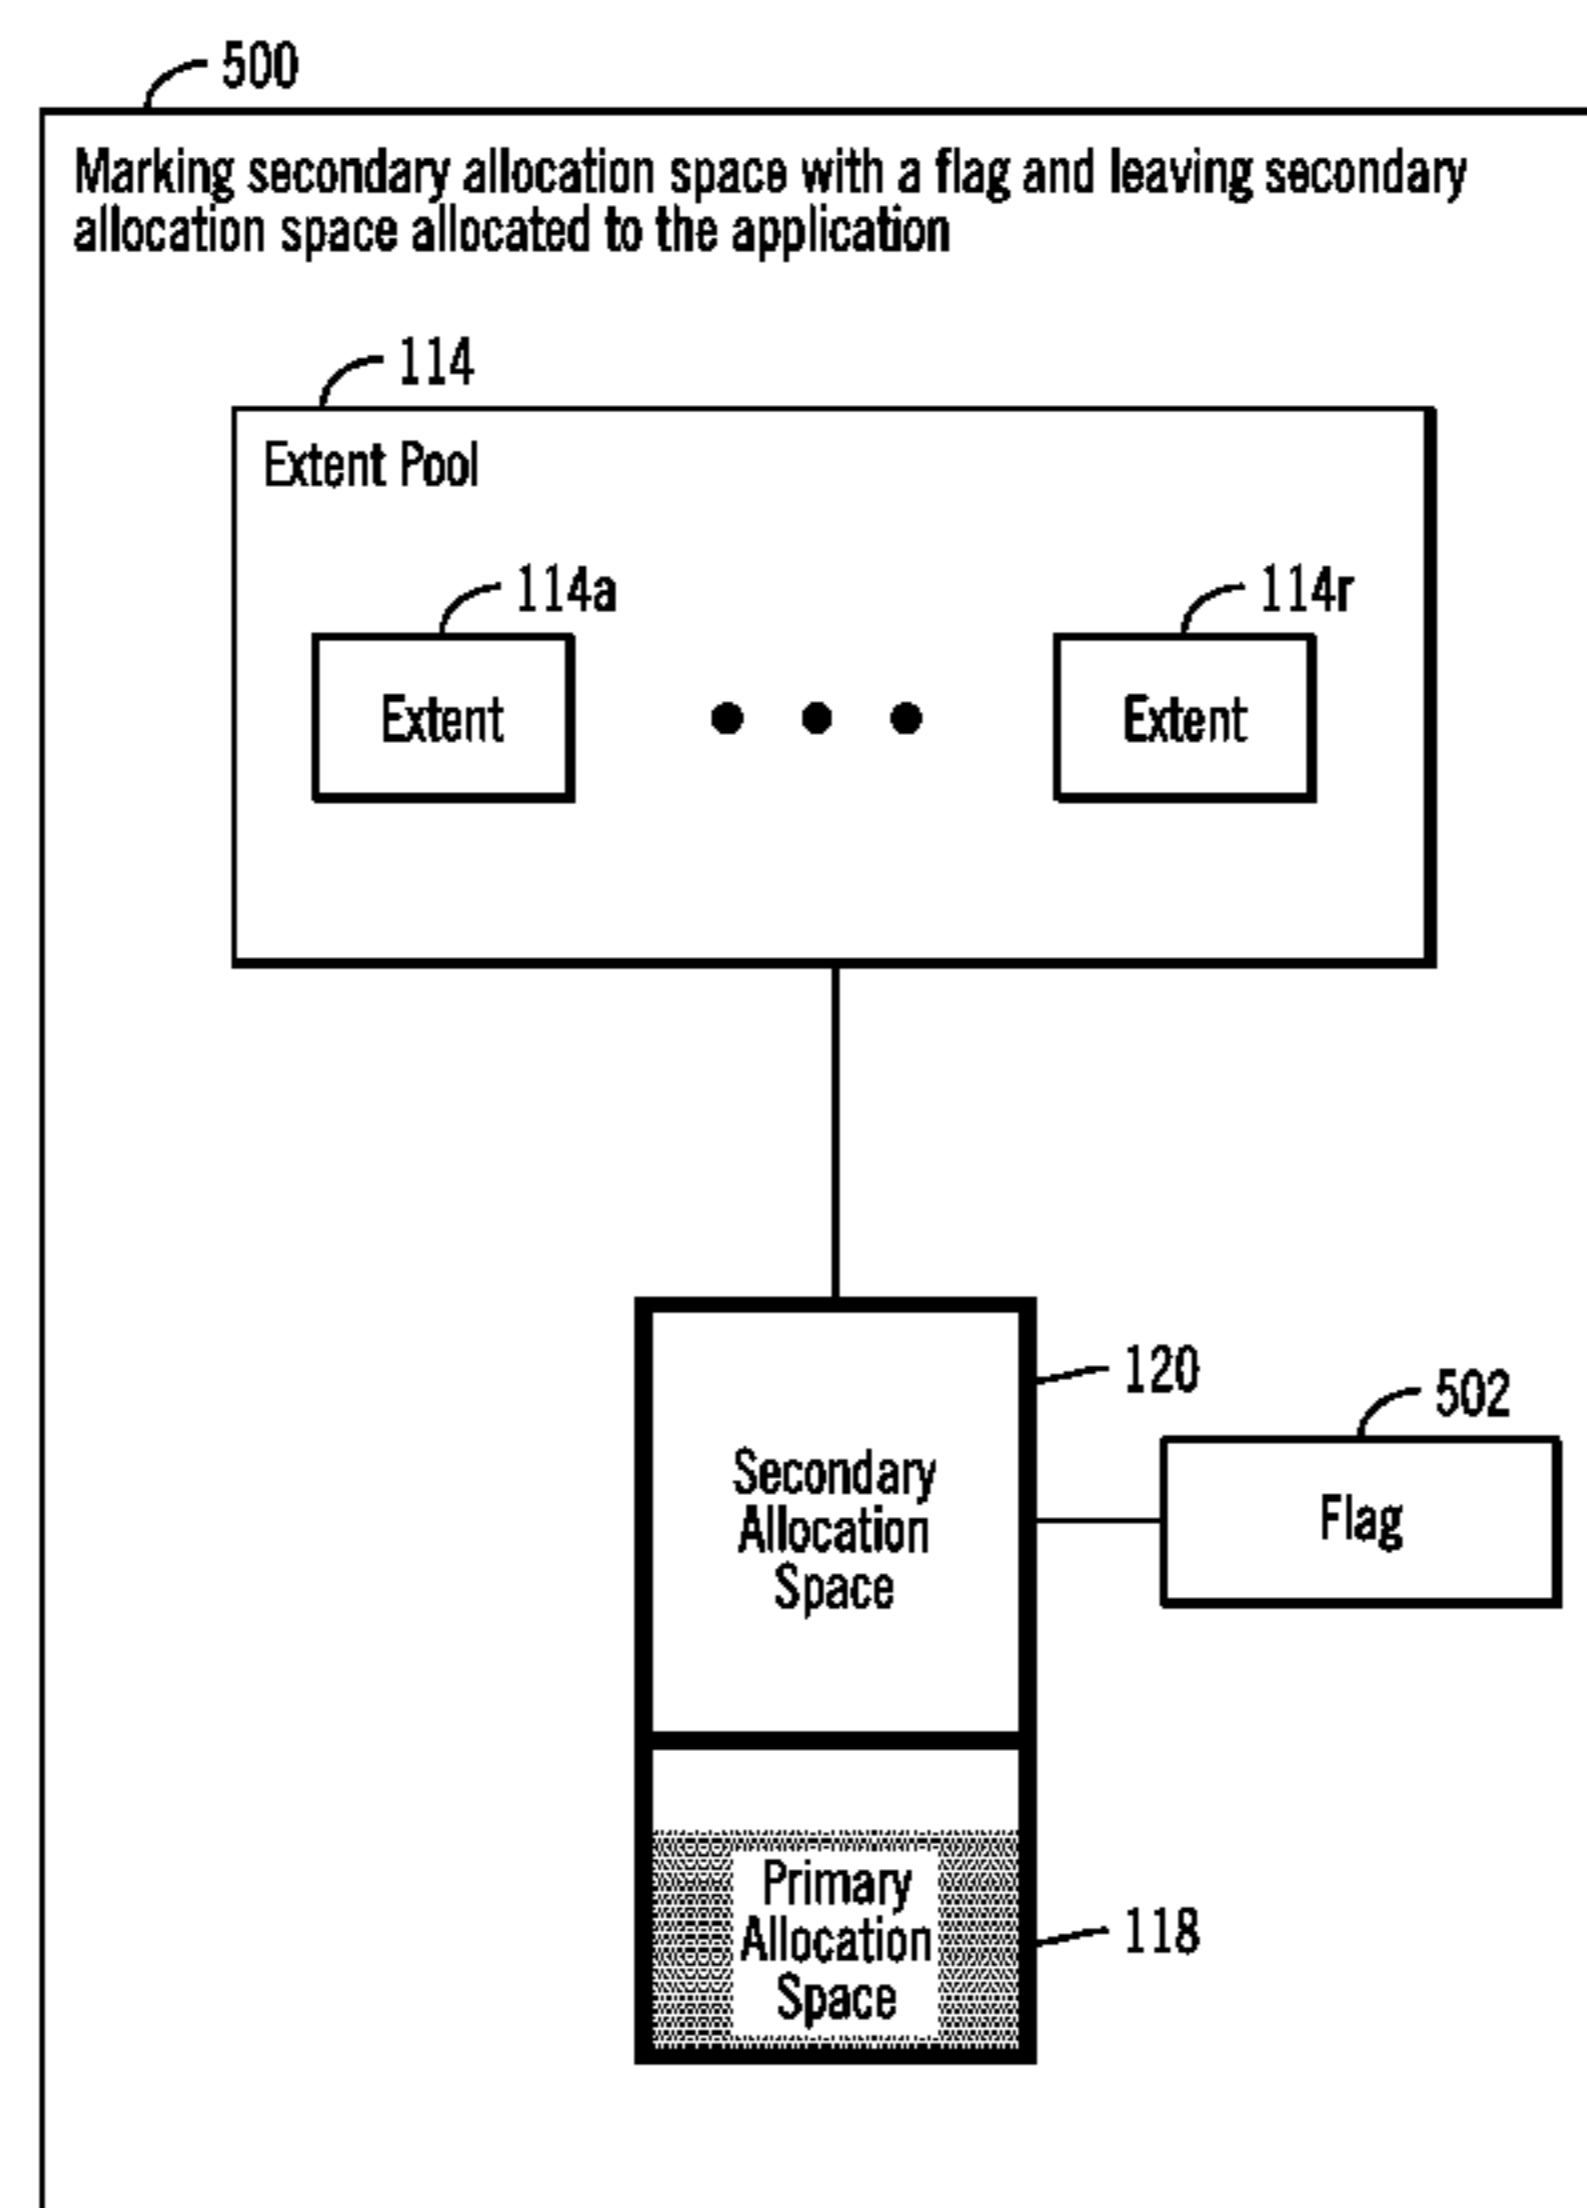 500
Marking secondary allocation space with a flag and leaving secondary
allocation space allocated to the application
114
Extent Pool
114a
114r
Extent
Extent
120
502
Secondary
Allocation
Space
Flag
Primary
Allocation
Space
118